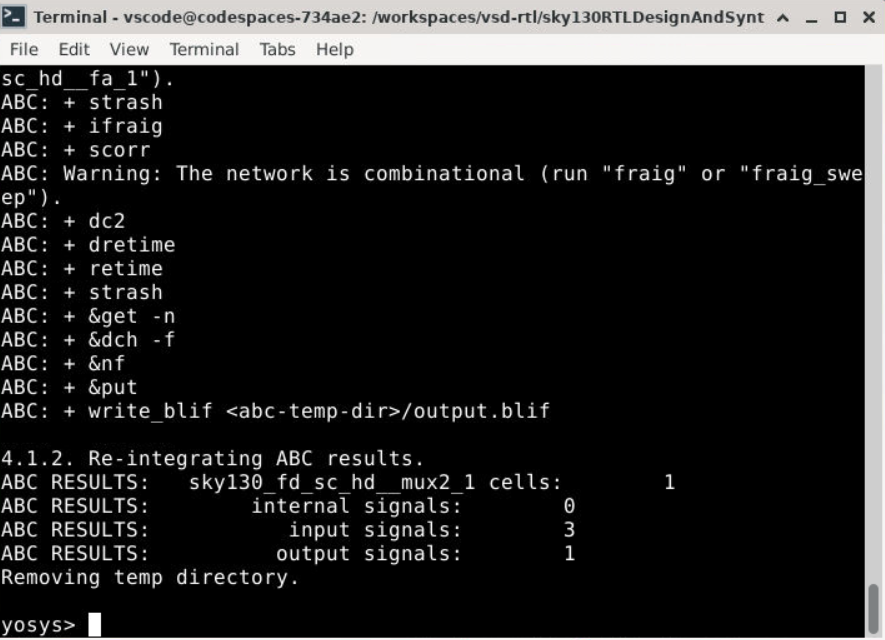 Terminal - vscode@codespaces-734ae2: /workspaces/vsd-rtl/sky130RTLDesignAndSynt
File Edit View Terminal Tabs Help
sc_hd__fa_1").
ABC: + strash
ABC: + ifraig
ABC: + scorr
ABC: Warning: The network is combinational (run "fraig" or "fraig_swe
ep").
ABC: + dc2
ABC: + dretime
ABC: + retime
ABC: + strash
ABC: + &get -n
ABC: + &dch -f
ABC: + &nf
ABC: + &put
ABC: + write_blif <abc-temp-dir>/output.blif
4.1.2. Re-integrating ABC results.
ABC RESULTS:   sky130_fd_sc_hd__mux2_1 cells:        1
ABC RESULTS:        internal signals:        0
ABC RESULTS:           input signals:        3
ABC RESULTS:          output signals:        1
Removing temp directory.
yosys>